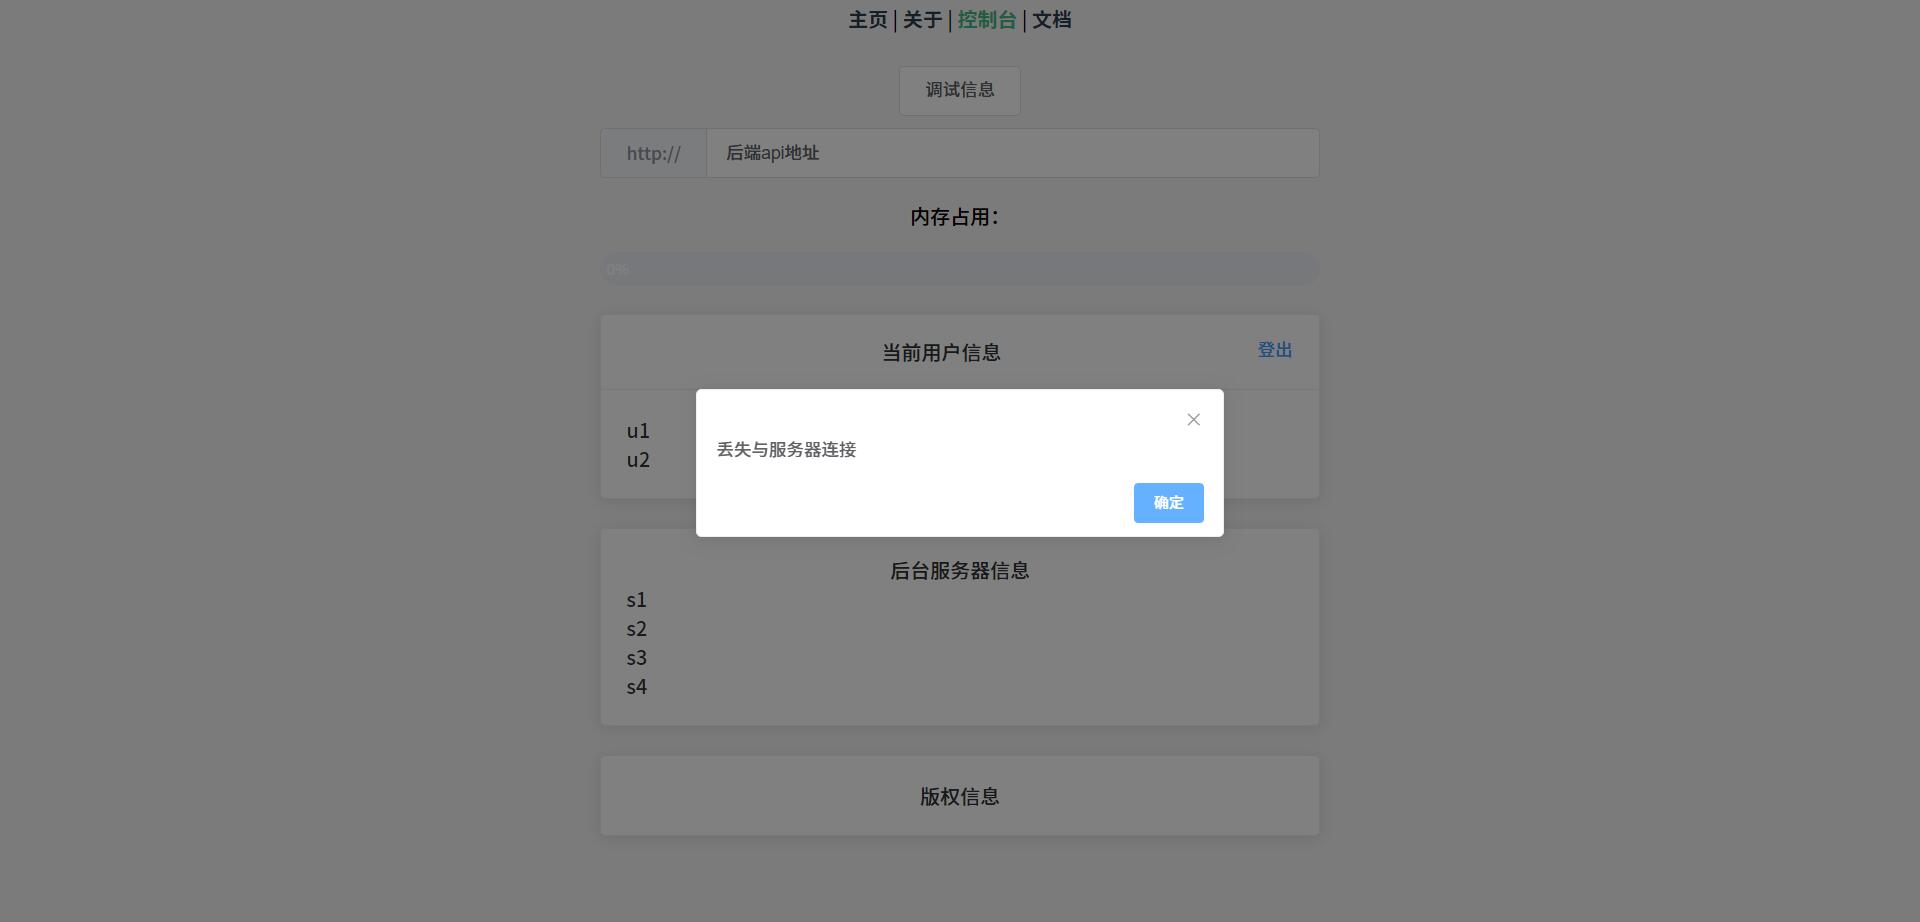 主页 | 关于 | 控制台 | 文档
调试信息
http:// 后端api地址
内存占用：
0%
当前用户信息 登出
u1
u2
丢失与服务器连接
确定
后台服务器信息
s1
s2
s3
s4
版权信息